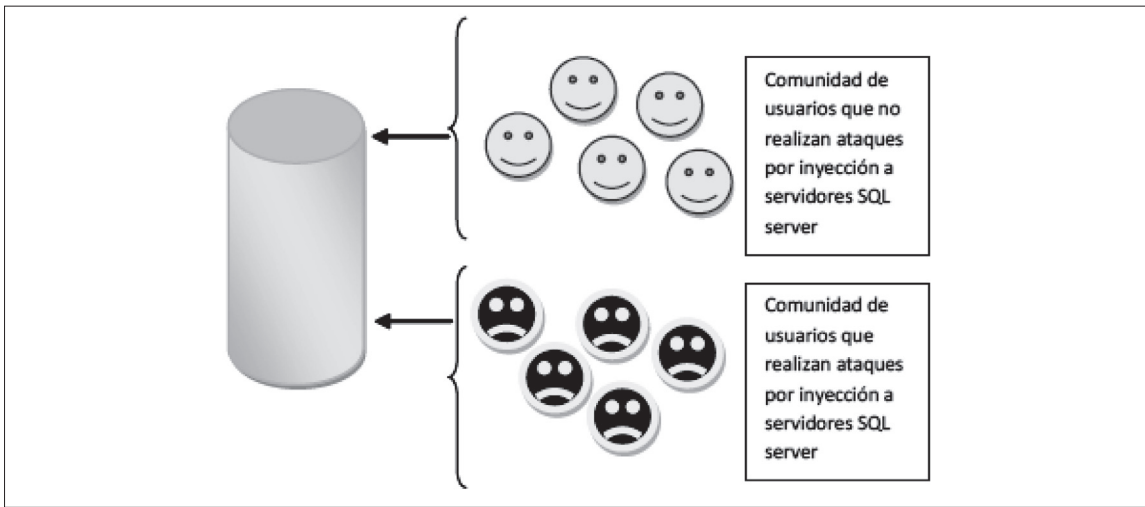 Comunidad de
usuarios que no
realizan ataques
por inyección a
servidores SQL
server
Comunidad de
usuarios que
realizan ataques
por inyección a
servidores SQL
server